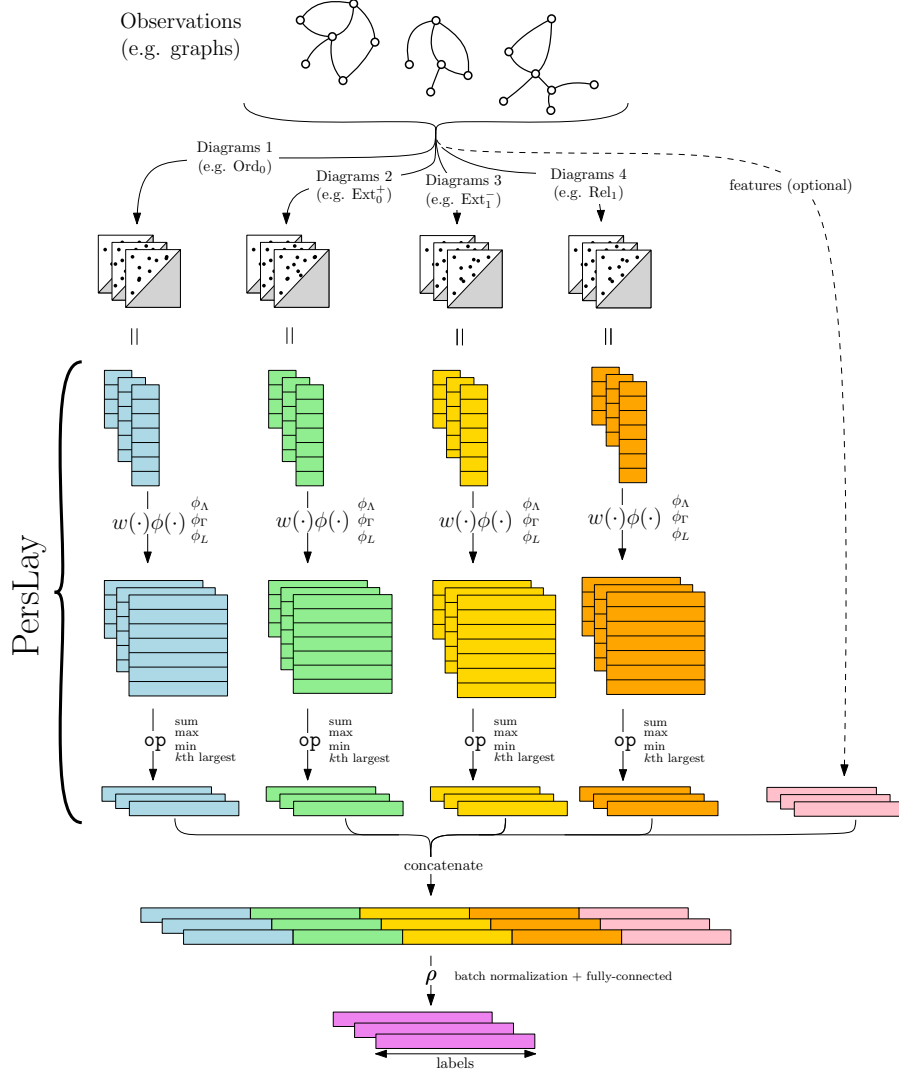 Observations
(e.g. graphs)
Diagrams 1
(e.g. Ord₀)
Diagrams 2
(e.g. Ext₀⁺)
Diagrams 3
(e.g. Ext₁⁻)
Diagrams 4
(e.g. Rel₁)
features (optional)
=
=
=
=
PersLay
w(·)ϕ(·)
ϕ_Λ
ϕ_Γ
ϕ_L
w(·)ϕ(·)
ϕ_Λ
ϕ_Γ
ϕ_L
w(·)ϕ(·)
ϕ_Λ
ϕ_Γ
ϕ_L
w(·)ϕ(·)
ϕ_Λ
ϕ_Γ
ϕ_L
op
sum
max
min
kth largest
op
sum
max
min
kth largest
op
sum
max
min
kth largest
op
sum
max
min
kth largest
concatenate
ρ batch normalization + fully-connected
labels